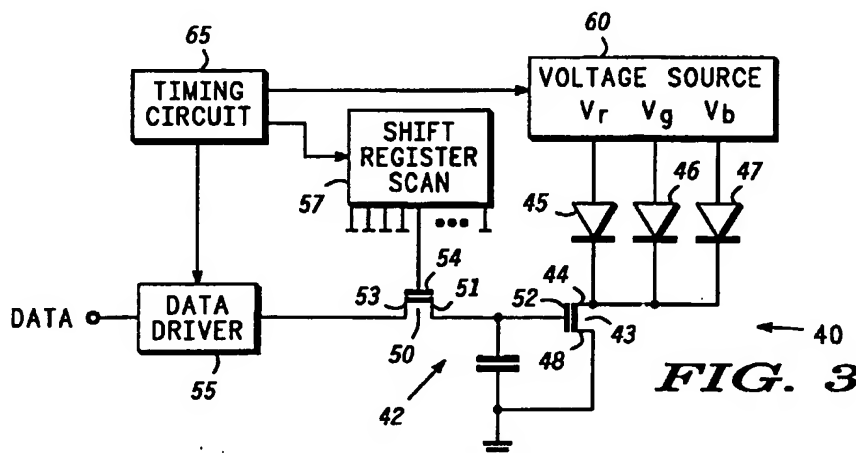 65
TIMING
CIRCUIT
60
VOLTAGE SOURCE
Vr Vg Vb
SHIFT
REGISTER
SCAN
57
45
46
47
54
53
51
50
52
44
43
48
DATA
DATA
DRIVER
55
42
40
FIG. 3